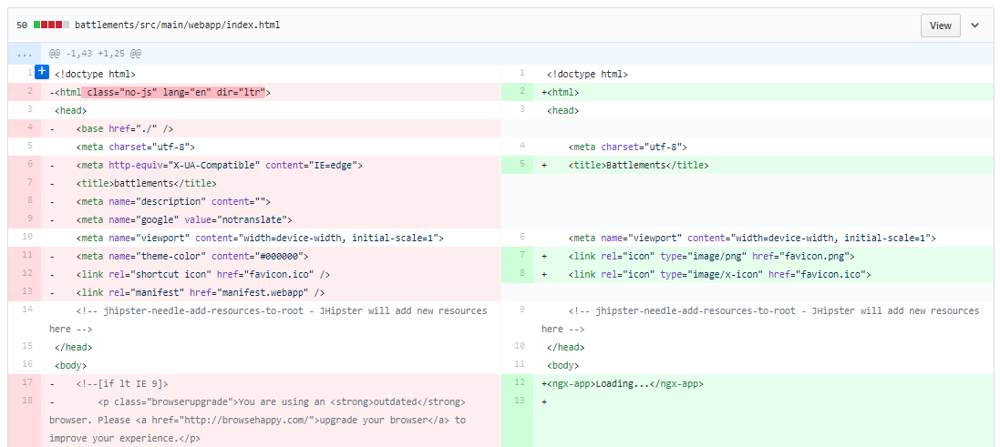 50 battlements/src/main/webapp/index.html View
... @@ -1,43 +1,25 @@
1 + <!doctype html> 1 <!doctype html>
2 -<html class="no-js" lang="en" dir="ltr"> 2 +<html>
3 <head> 3 <head>
4 - <base href="./" />
5 <meta charset="utf-8"> 4 <meta charset="utf-8">
6 - <meta http-equiv="X-UA-Compatible" content="IE=edge"> 5 + <title>Battlements</title>
7 - <title>battlements</title>
8 - <meta name="description" content="">
9 - <meta name="google" value="notranslate">
10 <meta name="viewport" content="width=device-width, initial-scale=1"> 6 <meta name="viewport" content="width=device-width, initial-scale=1">
11 - <meta name="theme-color" content="#000000"> 7 + <link rel="icon" type="image/png" href="favicon.png">
12 - <link rel="shortcut icon" href="favicon.ico" /> 8 + <link rel="icon" type="image/x-icon" href="favicon.ico">
13 - <link rel="manifest" href="manifest.webapp" />
14 <!-- jhipster-needle-add-resources-to-root - JHipster will add new resources 9 <!-- jhipster-needle-add-resources-to-root - JHipster will add new resources
here --> here -->
15 </head> 10 </head>
16 <body> 11 <body>
17 - <!--[if lt IE 9]> 12 +<ngx-app>Loading...</ngx-app>
18 - <p class="browserupgrade">You are using an <strong>outdated</strong> 13 +
browser. Please <a href="http://browsehappy.com/">upgrade your browser</a> to
improve your experience.</p>